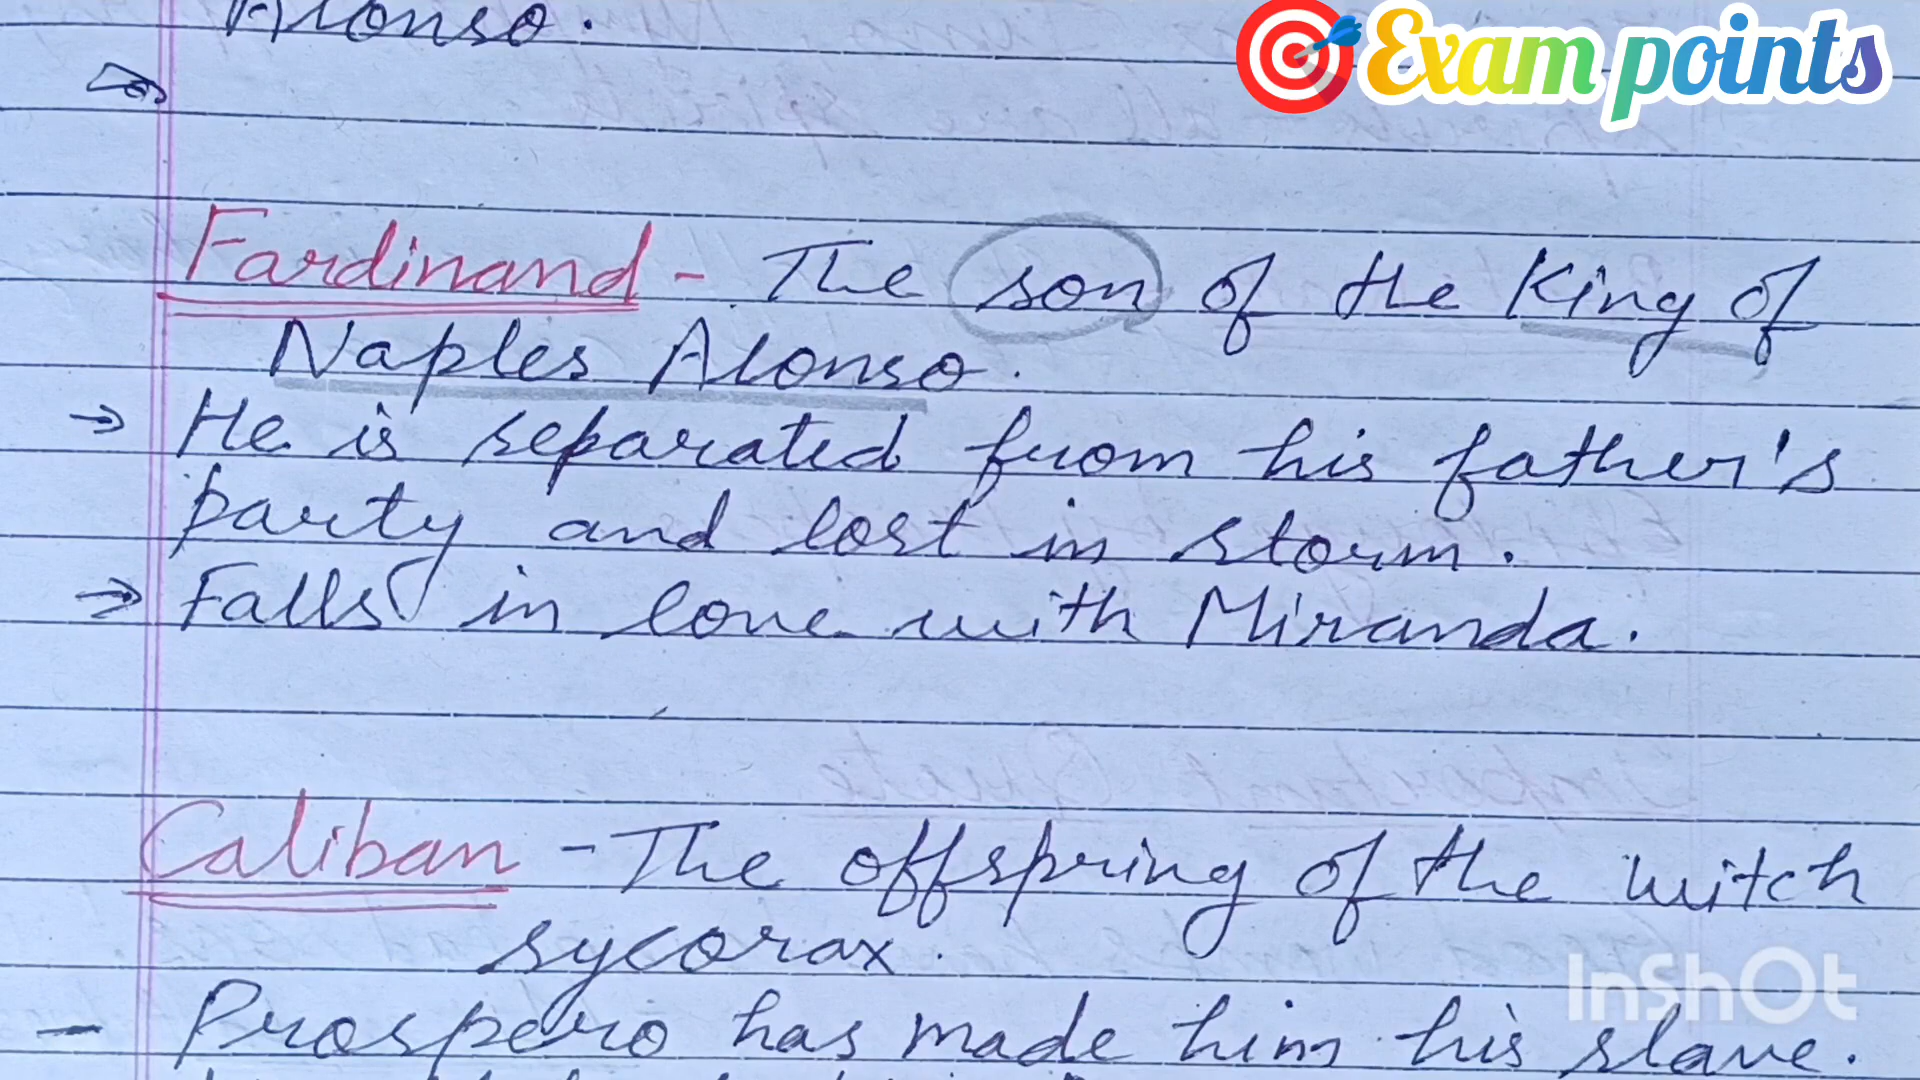 Alonso.
Exam points
Fardinand - The son of the King of
Naples Alonso.
→ He is separated from his father's
party and lost in storm.
→ Falls in love with Miranda.
Caliban - The offspring of the witch
sycorax.
InShOt
- Prospero has made him his slave.